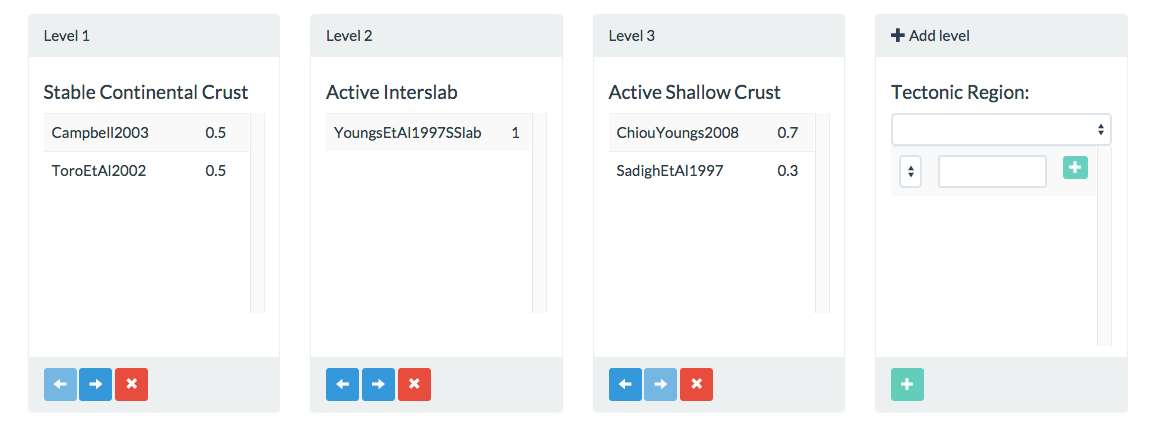 Level 1
Stable Continental Crust
Campbell2003 0.5
ToroEtAl2002 0.5
Level 2
Active Interslab
YoungsEtAl1997SSlab 1
Level 3
Active Shallow Crust
ChiouYoungs2008 0.7
SadighEtAl1997 0.3
Add level
Tectonic Region: